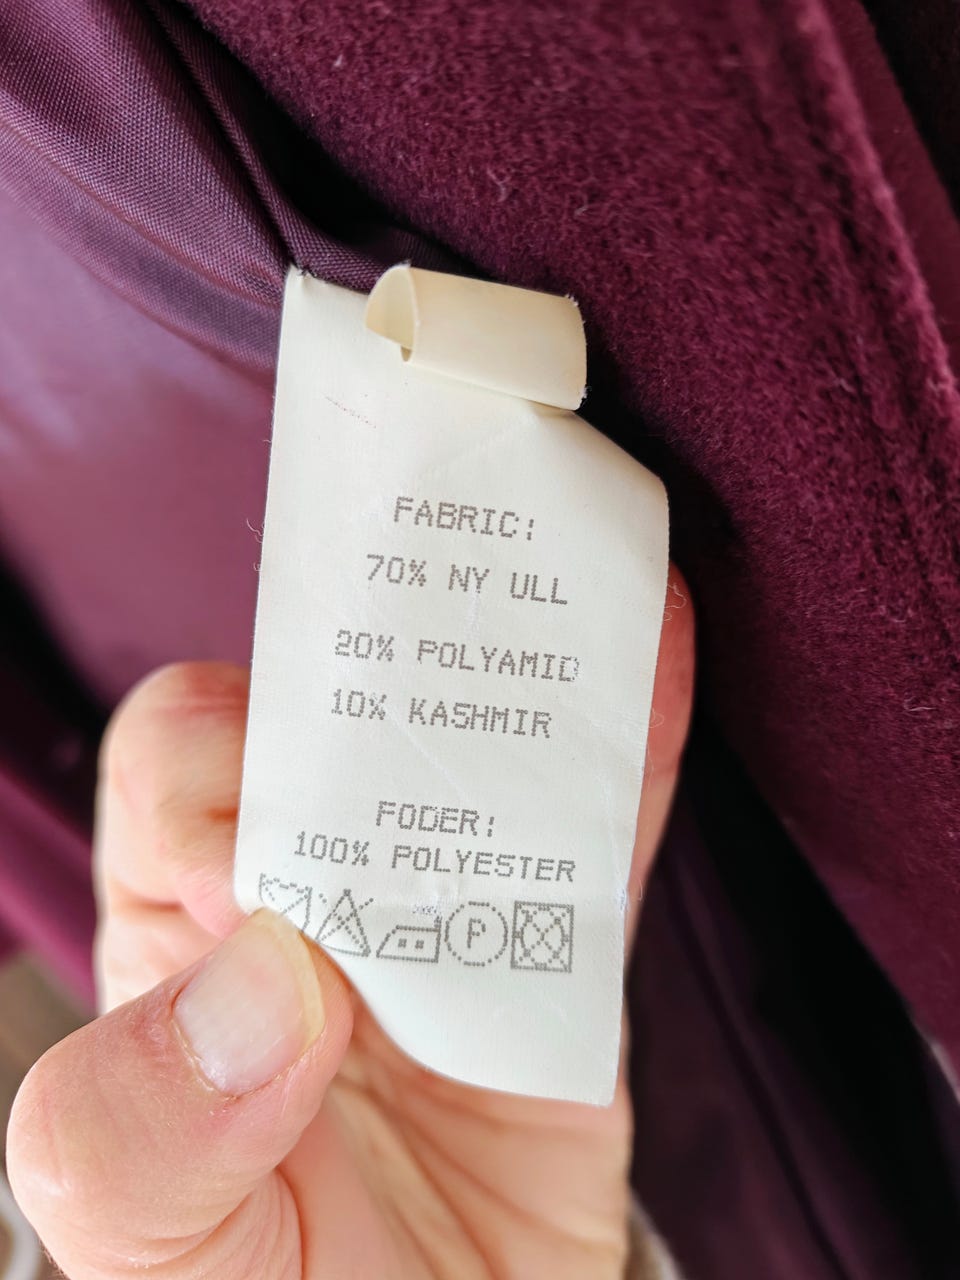 FABRIC:
70% NY ULL
20% POLYAMID
10% KASHMIR
FODER:
100% POLYESTER
P